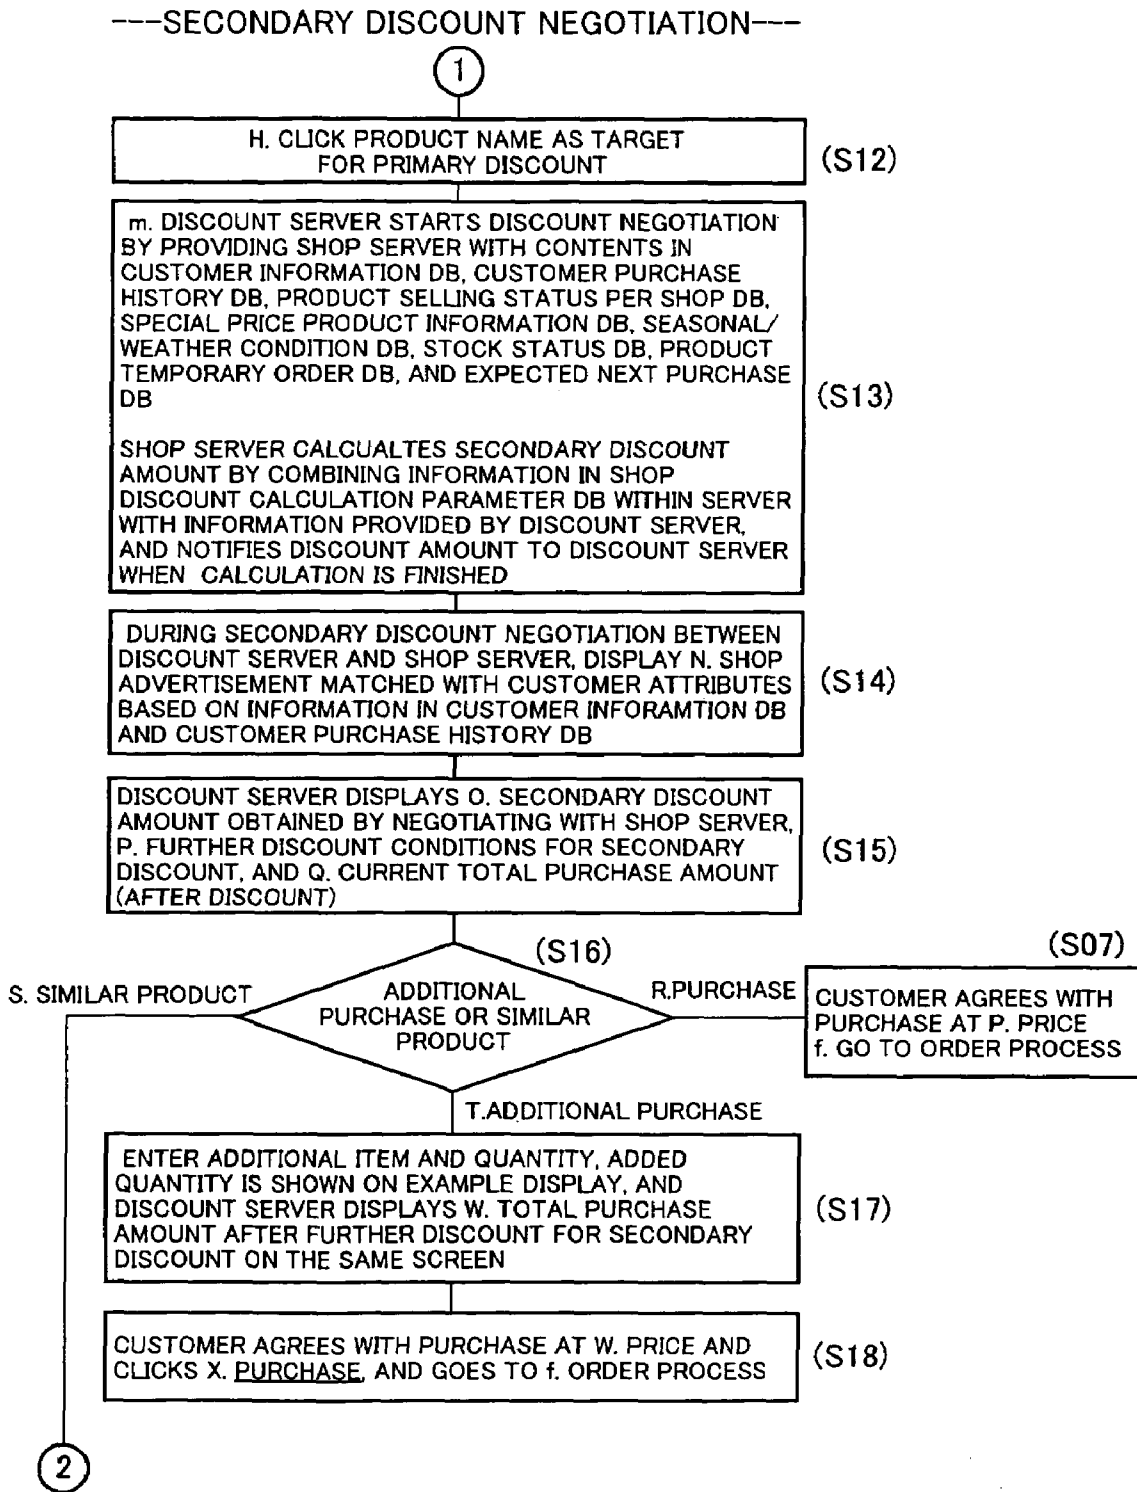 ---SECONDARY DISCOUNT NEGOTIATION---
1
H. CLICK PRODUCT NAME AS TARGET
FOR PRIMARY DISCOUNT
(S12)
m. DISCOUNT SERVER STARTS DISCOUNT NEGOTIATION
BY PROVIDING SHOP SERVER WITH CONTENTS IN
CUSTOMER INFORMATION DB, CUSTOMER PURCHASE
HISTORY DB, PRODUCT SELLING STATUS PER SHOP DB,
SPECIAL PRICE PRODUCT INFORMATION DB, SEASONAL/
WEATHER CONDITION DB, STOCK STATUS DB, PRODUCT
TEMPORARY ORDER DB, AND EXPECTED NEXT PURCHASE
DB
SHOP SERVER CALCUALTES SECONDARY DISCOUNT
AMOUNT BY COMBINING INFORMATION IN SHOP
DISCOUNT CALCULATION PARAMETER DB WITHIN SERVER
WITH INFORMATION PROVIDED BY DISCOUNT SERVER,
AND NOTIFIES DISCOUNT AMOUNT TO DISCOUNT SERVER
WHEN CALCULATION IS FINISHED
(S13)
DURING SECONDARY DISCOUNT NEGOTIATION BETWEEN
DISCOUNT SERVER AND SHOP SERVER, DISPLAY N. SHOP
ADVERTISEMENT MATCHED WITH CUSTOMER ATTRIBUTES
BASED ON INFORMATION IN CUSTOMER INFORAMTION DB
AND CUSTOMER PURCHASE HISTORY DB
(S14)
DISCOUNT SERVER DISPLAYS O. SECONDARY DISCOUNT
AMOUNT OBTAINED BY NEGOTIATING WITH SHOP SERVER,
P. FURTHER DISCOUNT CONDITIONS FOR SECONDARY
DISCOUNT, AND Q. CURRENT TOTAL PURCHASE AMOUNT
(AFTER DISCOUNT)
(S15)
(S16)
ADDITIONAL
PURCHASE OR SIMILAR
PRODUCT
S. SIMILAR PRODUCT
R.PURCHASE
(S07)
CUSTOMER AGREES WITH
PURCHASE AT P. PRICE
f. GO TO ORDER PROCESS
T.ADDITIONAL PURCHASE
ENTER ADDITIONAL ITEM AND QUANTITY, ADDED
QUANTITY IS SHOWN ON EXAMPLE DISPLAY, AND
DISCOUNT SERVER DISPLAYS W. TOTAL PURCHASE
AMOUNT AFTER FURTHER DISCOUNT FOR SECONDARY
DISCOUNT ON THE SAME SCREEN
(S17)
CUSTOMER AGREES WITH PURCHASE AT W. PRICE AND
CLICKS X. PURCHASE, AND GOES TO f. ORDER PROCESS
(S18)
2